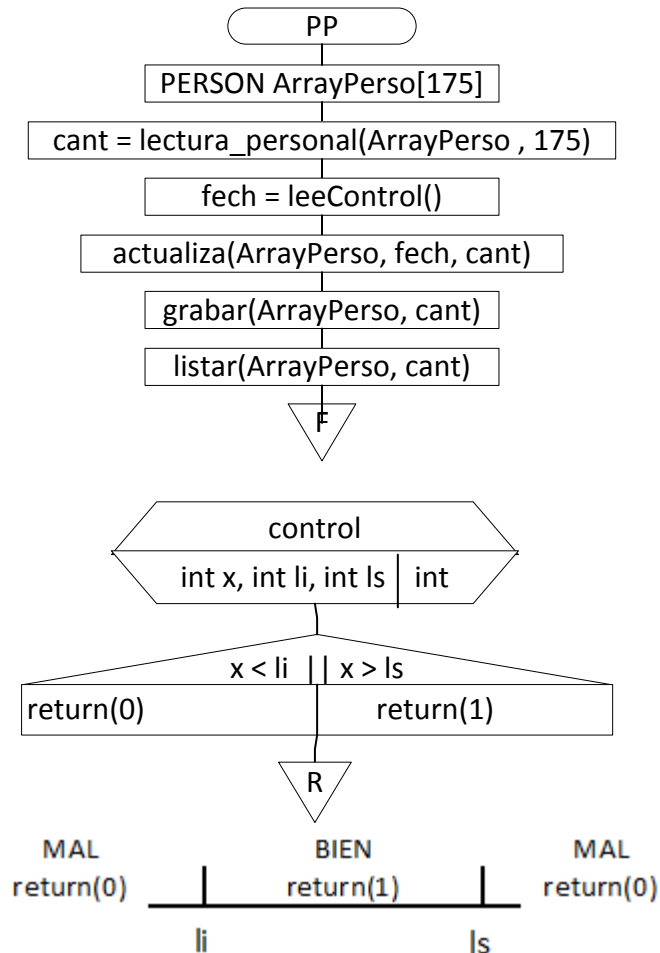 PP
PERSON ArrayPerso[175]
cant = lectura_personal(ArrayPerso , 175)
fech = leeControl()
actualiza(ArrayPerso, fech, cant)
grabar(ArrayPerso, cant)
listar(ArrayPerso, cant)
F
control
int x, int li, int ls int
x < li || x > ls
return(0) return(1)
R
MAL BIEN MAL
return(0) return(1) return(0)
li ls